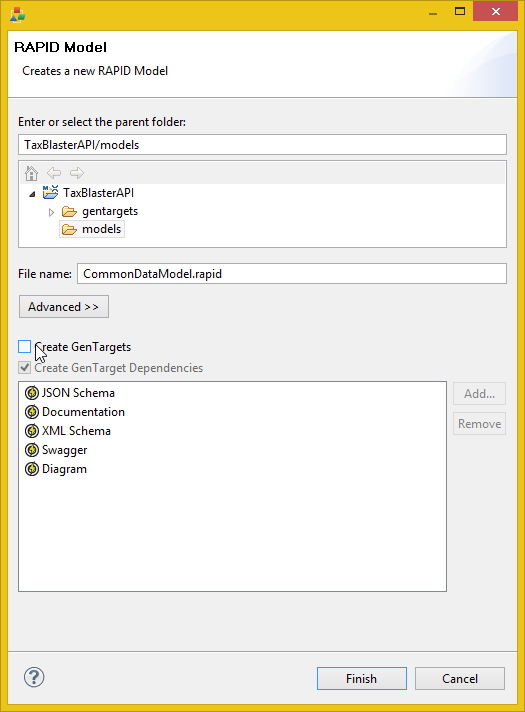 RAPID Model
Creates a new RAPID Model
Enter or select the parent folder:
TaxBlasterAPI/models
TaxBlasterAPI
gentargets
models
File name: CommonDataModel.rapid
Advanced >>
Create GenTargets
Create GenTarget Dependencies
JSON Schema
Add...
Documentation
XML Schema
Remove
Swagger
Diagram
?
Finish Cancel